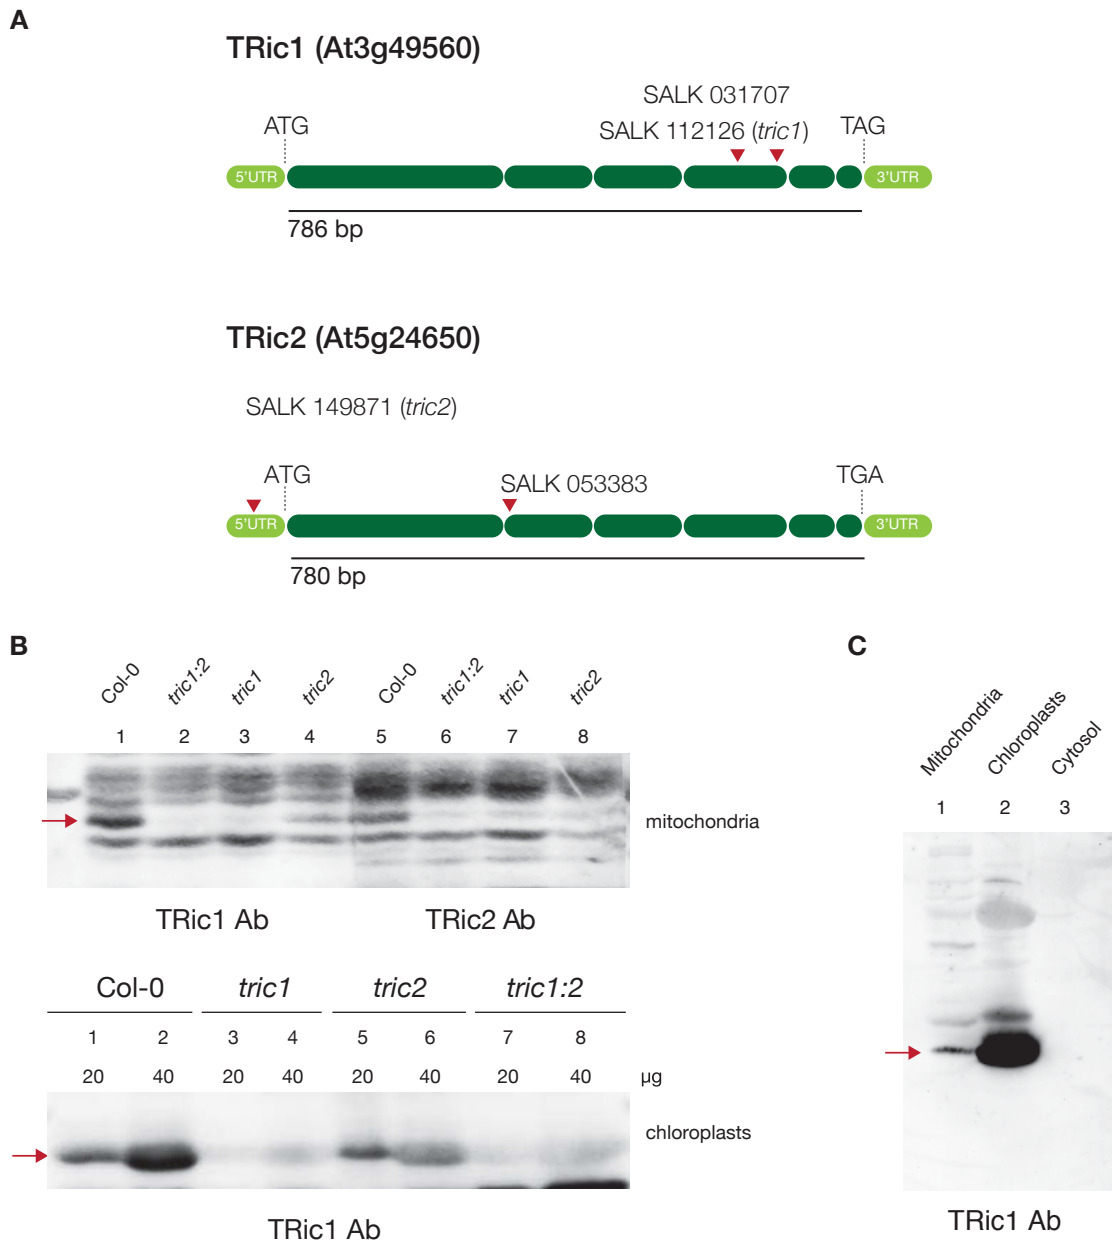 A
TRic1 (At3g49560)
SALK 031707
SALK 112126 (tric1)
ATG
TAG
5'UTR
3'UTR
786 bp
TRic2 (At5g24650)
SALK 149871 (tric2)
ATG
SALK 053383
TGA
5'UTR
3'UTR
780 bp
B
Col-0 tric1:2 tric1 tric2 Col-0 tric1:2 tric1 tric2
1 2 3 4 5 6 7 8
mitochondria
TRic1 Ab TRic2 Ab
Col-0 tric1 tric2 tric1:2
1 2 3 4 5 6 7 8
20 40 20 40 20 40 20 40 µg
chloroplasts
TRic1 Ab
C
Mitochondria Chloroplasts Cytosol
1 2 3
TRic1 Ab